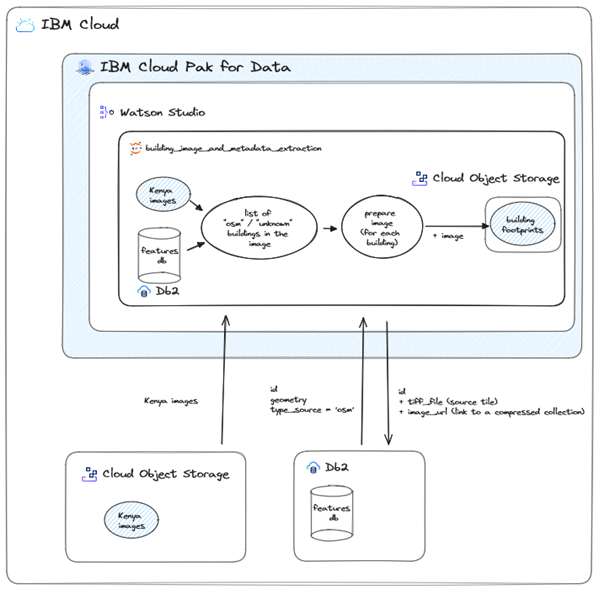 IBM Cloud
IBM Cloud Pak for Data
Watson Studio
building_image_and_metadata_extraction
Cloud Object Storage
Kenya
images
features
db
Db2
list of
"osm" / "unknown"
buildings in the
image
prepare
image
(for each
building)
+ image
building
footprints
Kenya images
id
geometry
type_source = 'osm'
id
+ tiff_file (source tile)
+ image_url (link to a compressed collection)
Cloud Object Storage
Kenya
images
Db2
features
db